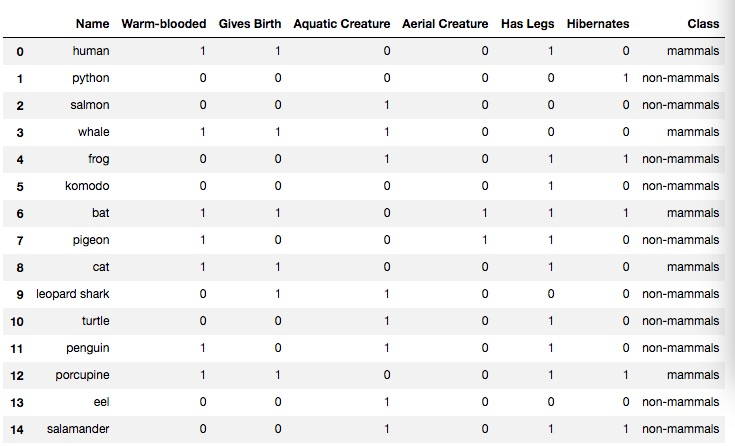 Name Warm-blooded Gives Birth Aquatic Creature Aerial Creature Has Legs Hibernates Class
0 human 1 1 0 0 1 0 mammals
1 python 0 0 0 0 0 1 non-mammals
2 salmon 0 0 1 0 0 0 non-mammals
3 whale 1 1 1 0 0 0 mammals
4 frog 0 0 1 0 1 1 non-mammals
5 komodo 0 0 0 0 1 0 non-mammals
6 bat 1 1 0 1 1 1 mammals
7 pigeon 1 0 0 1 1 0 non-mammals
8 cat 1 1 0 0 1 0 mammals
9 leopard shark 0 1 1 0 0 0 non-mammals
10 turtle 0 0 1 0 1 0 non-mammals
11 penguin 1 0 1 0 1 0 non-mammals
12 porcupine 1 1 0 0 1 1 mammals
13 eel 0 0 1 0 0 0 non-mammals
14 salamander 0 0 1 0 1 1 non-mammals